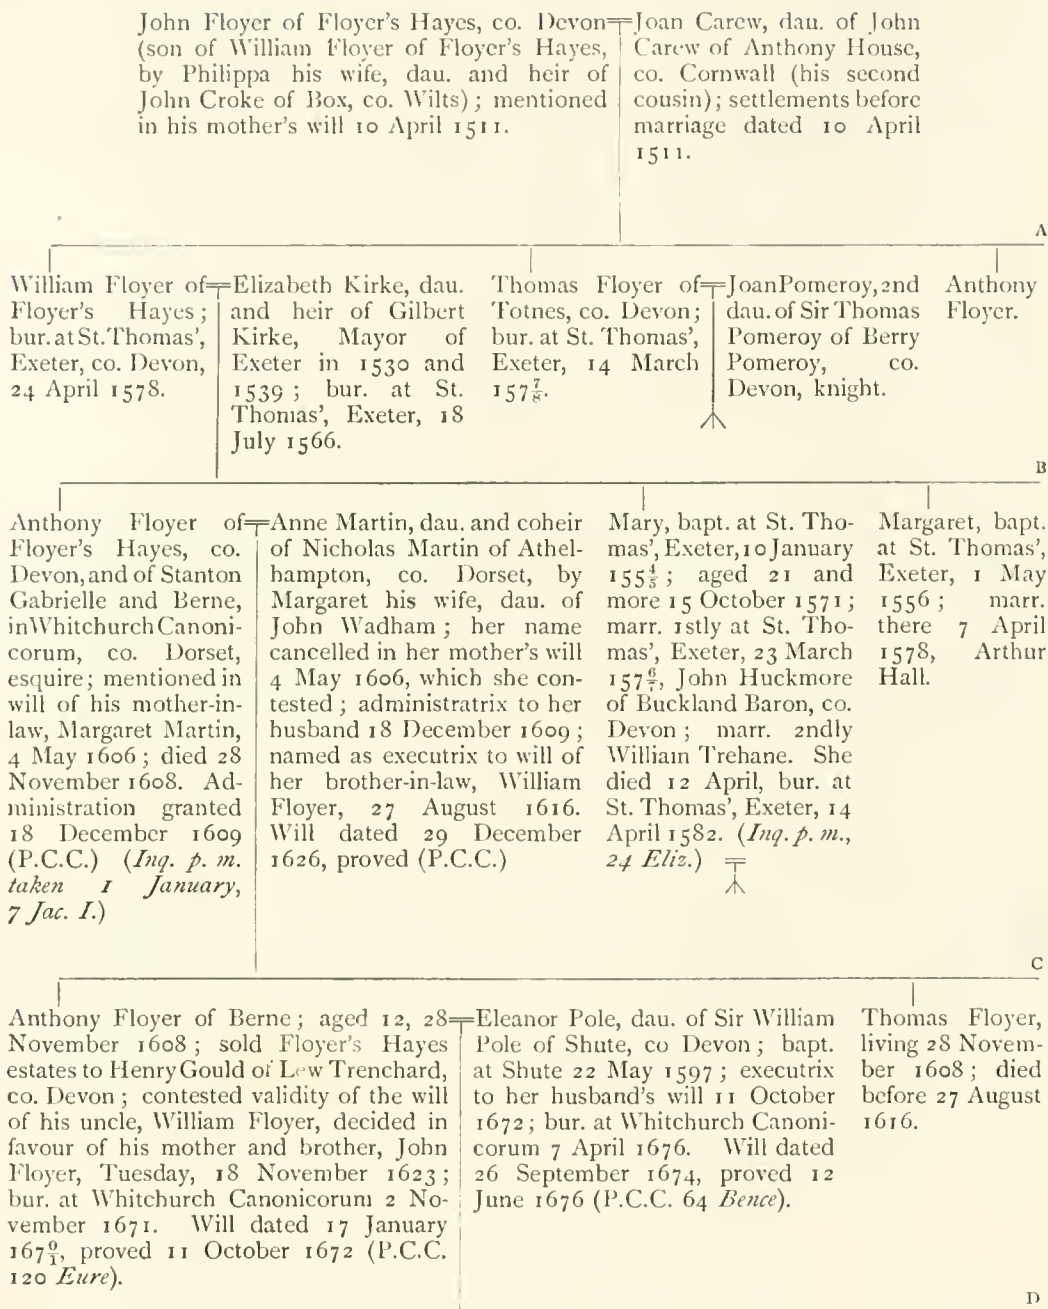 John Floyer of Floyer's Hayes, co. Devon
(son of William Floyer of Floyer's Hayes,
by Philippa his wife, dau. and heir of
John Croke of Box, co. Wilts); mentioned
in his mother's will 10 April 1511.
Joan Carew, dau. of John
Carew of Anthony House,
co. Cornwall (his second
cousin); settlements before
marriage dated 10 April
1511.
A
William Floyer of
Floyer's Hayes;
bur. at St. Thomas',
Exeter, co. Devon,
24 April 1578.
Elizabeth Kirke, dau.
and heir of Gilbert
Kirke, Mayor of
Exeter in 1530 and
1539; bur. at St.
Thomas', Exeter, 18
July 1566.
Thomas Floyer of
Totnes, co. Devon;
bur. at St. Thomas',
Exeter, 14 March
157⅞.
Joan Pomeroy, 2nd
dau. of Sir Thomas
Pomeroy of Berry
Pomeroy, co.
Devon, knight.
Anthony
Floyer.
B
Anthony Floyer of
Floyer's Hayes, co.
Devon, and of Stanton
Gabrielle and Berne,
in Whitchurch Canoni-
corum, co. Dorset,
esquire; mentioned in
will of his mother-in-
law, Margaret Martin,
4 May 1606; died 28
November 1608. Ad-
ministration granted
18 December 1609
(P.C.C.) (Inq. p. m.
taken 1 January,
7 Jac. I.)
Anne Martin, dau. and coheir
of Nicholas Martin of Athel-
hampton, co. Dorset, by
Margaret his wife, dau. of
John Wadham; her name
cancelled in her mother's will
4 May 1606, which she con-
tested; administratrix to her
husband 18 December 1609;
named as executrix to will of
her brother-in-law, William
Floyer, 27 August 1616.
Will dated 29 December
1626, proved (P.C.C.)
Mary, bapt. at St. Tho-
mas', Exeter, 10 January
155⅘; aged 21 and
more 15 October 1571;
marr. 1stly at St. Tho-
mas', Exeter, 23 March
157 6/7, John Huckmore
of Buckland Baron, co.
Devon; marr. 2ndly
William Trehane. She
died 12 April, bur. at
St. Thomas', Exeter, 14
April 1582. (Inq. p. m.,
24 Eliz.)
Margaret, bapt.
at St. Thomas',
Exeter, 1 May
1556; marr.
there 7 April
1578, Arthur
Hall.
C
Anthony Floyer of Berne; aged 12, 28
November 1608; sold Floyer's Hayes
estates to Henry Gould of Lew Trenchard,
co. Devon; contested validity of the will
of his uncle, William Floyer, decided in
favour of his mother and brother, John
Floyer, Tuesday, 18 November 1623;
bur. at Whitchurch Canonicorum 2 No-
vember 1671. Will dated 17 January
167 0/1, proved 11 October 1672 (P.C.C.
120 Eure).
Eleanor Pole, dau. of Sir William
Pole of Shute, co Devon; bapt.
at Shute 22 May 1597; executrix
to her husband's will 11 October
1672; bur. at Whitchurch Canoni-
corum 7 April 1676. Will dated
26 September 1674, proved 12
June 1676 (P.C.C. 64 Bence).
Thomas Floyer,
living 28 Novem-
ber 1608; died
before 27 August
1616.
D